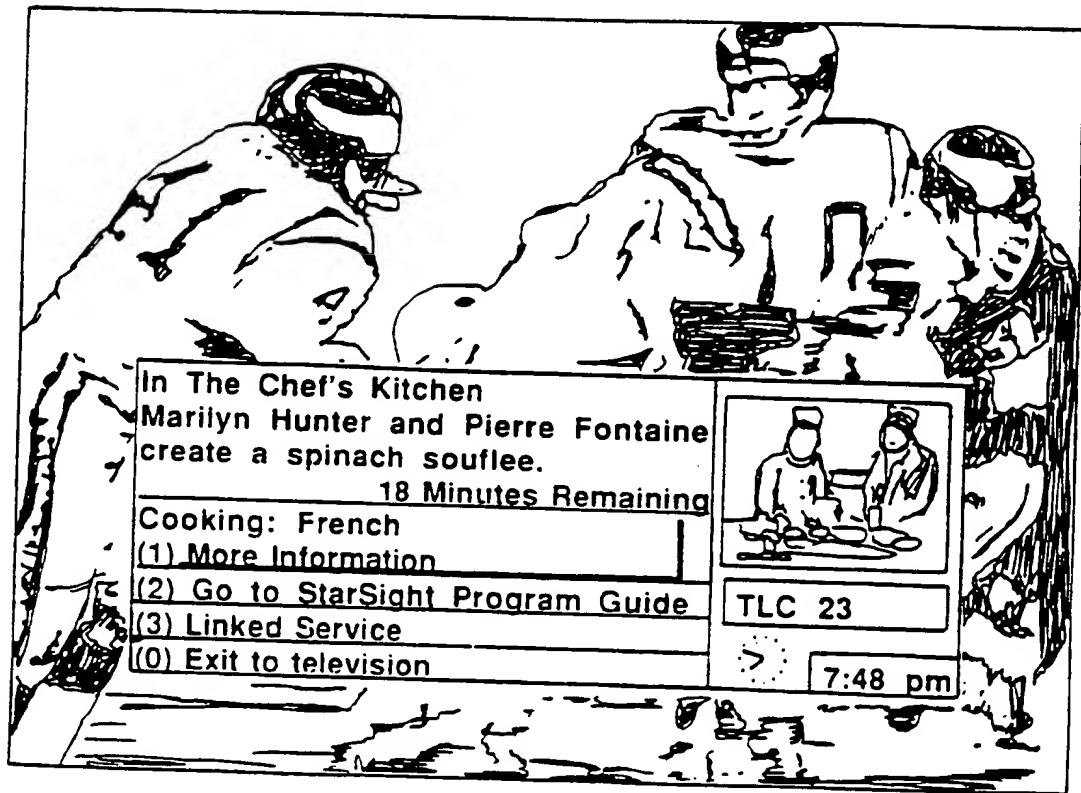 In The Chef's Kitchen
Marilyn Hunter and Pierre Fontaine
create a spinach souflee.
18 Minutes Remaining
Cooking: French
(1) More Information
(2) Go to StarSight Program Guide
(3) Linked Service
(0) Exit to television
TLC 23
7:48 pm